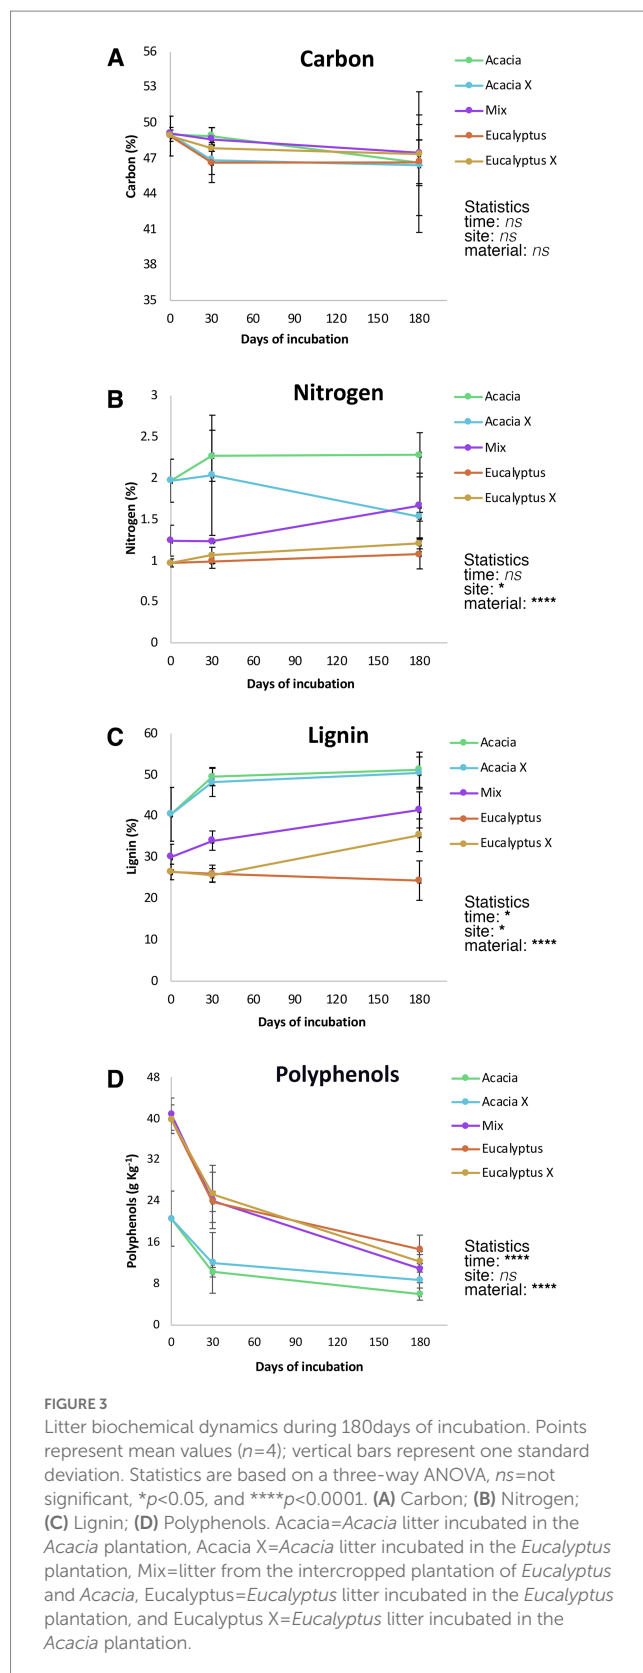 A
Carbon
56
53
50
47
44
41
38
35
Carbon (%)
0 30 60 90 120 150 180
Days of incubation
Acacia
Acacia X
Mix
Eucalyptus
Eucalyptus X
Statistics
time: ns
site: ns
material: ns
B
Nitrogen
3
2.5
2
1.5
1
0.5
0
Nitrogen (%)
0 30 60 90 120 150 180
Days of incubation
Acacia
Acacia X
Mix
Eucalyptus
Eucalyptus X
Statistics
time: ns
site: *
material: ****
C
Lignin
60
50
40
30
20
10
0
Lignin (%)
0 30 60 90 120 150 180
Days of incubation
Acacia
Acacia X
Mix
Eucalyptus
Eucalyptus X
Statistics
time: *
site: *
material: ****
D
Polyphenols
48
40
32
24
16
8
0
Polyphenols (g Kg⁻¹)
0 30 60 90 120 150 180
Days of incubation
Acacia
Acacia X
Mix
Eucalyptus
Eucalyptus X
Statistics
time: ****
site: ns
material: ****
FIGURE 3
Litter biochemical dynamics during 180days of incubation. Points
represent mean values (n=4); vertical bars represent one standard
deviation. Statistics are based on a three-way ANOVA, ns=not
significant, *p<0.05, and ****p<0.0001. (A) Carbon; (B) Nitrogen;
(C) Lignin; (D) Polyphenols. Acacia=Acacia litter incubated in the
Acacia plantation, Acacia X=Acacia litter incubated in the Eucalyptus
plantation, Mix=litter from the intercropped plantation of Eucalyptus
and Acacia, Eucalyptus=Eucalyptus litter incubated in the Eucalyptus
plantation, and Eucalyptus X=Eucalyptus litter incubated in the
Acacia plantation.